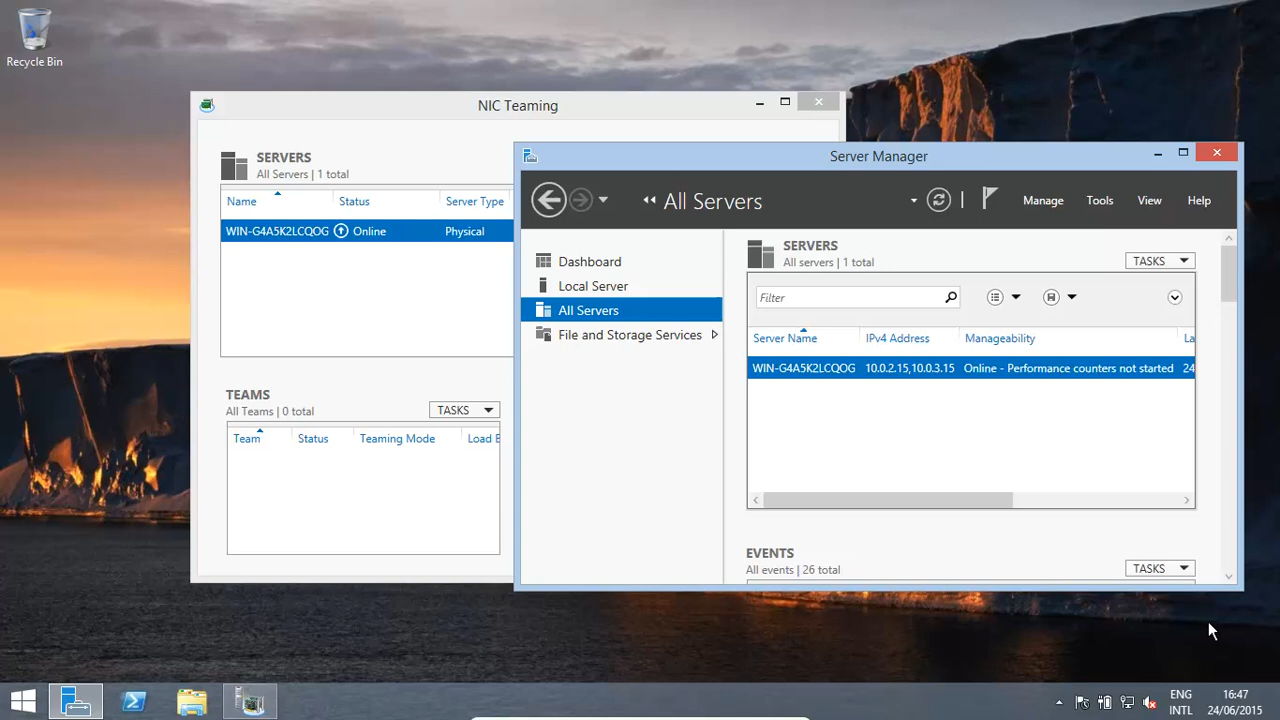 Recycle Bin
NIC Teaming
SERVERS
All Servers | 1 total
Name Status Server Type
WIN-G4A5K2LCQOG Online Physical
TEAMS
All Teams | 0 total
TASKS
Team Status Teaming Mode Load B
Server Manager
All Servers
Manage Tools View Help
Dashboard
Local Server
All Servers
File and Storage Services
SERVERS
All servers | 1 total
TASKS
Filter
Server Name IPv4 Address Manageability La
WIN-G4A5K2LCQOG 10.0.2.15,10.0.3.15 Online - Performance counters not started 24
EVENTS
All events | 26 total
TASKS
ENG
INTL
16:47
24/06/2015